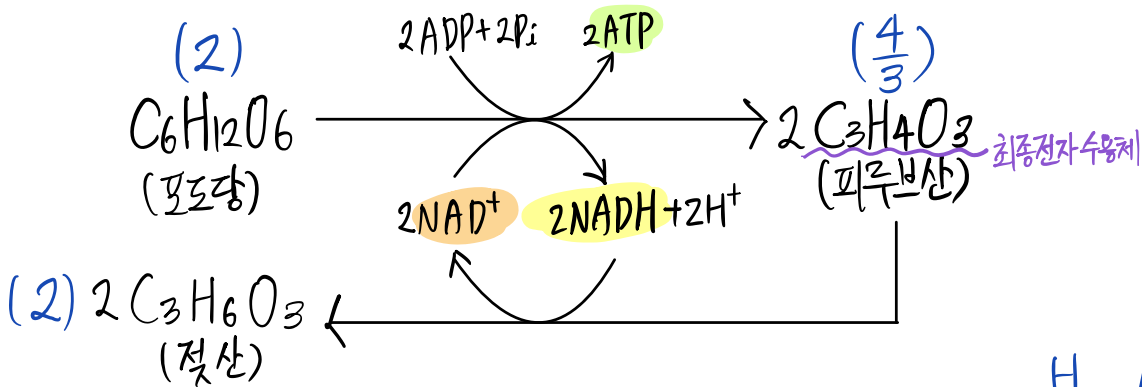 (2)
2ADP+2Pi 2ATP
(4/3)
C6H12O6
(포도당)
2C3H4O3
(피루브산)
최종전자수용체
2NAD⁺ 2NADH+2H⁺
(2) 2C3H6O3
(젖산)
H